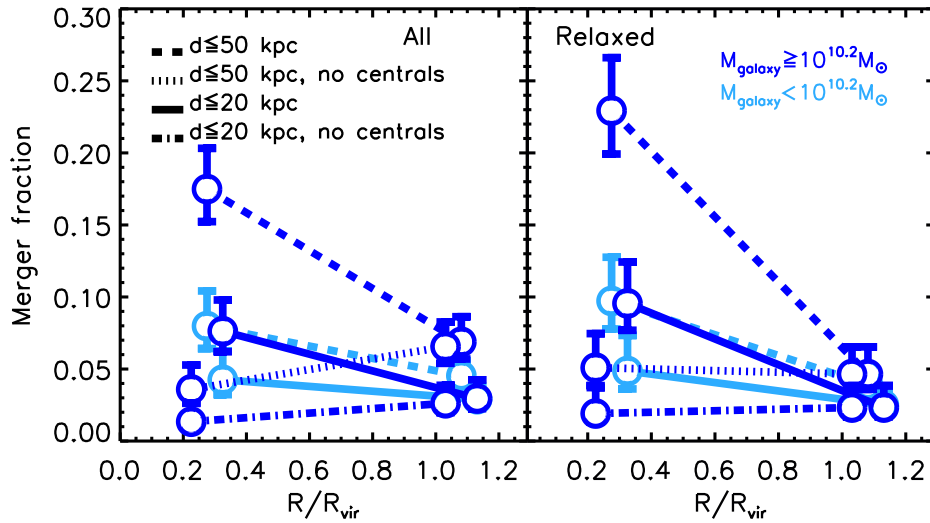 0.30
0.25
0.20
0.15
0.10
0.05
0.00
Merger fraction
d≤50 kpc
d≤50 kpc, no centrals
d≤20 kpc
d≤20 kpc, no centrals
All
0.0 0.2 0.4 0.6 0.8 1.0
R/R_vir
Relaxed
M_galaxy≧10^10.2 M_⊙
M_galaxy<10^10.2 M_⊙
0.2 0.4 0.6 0.8 1.0 1.2
R/R_vir